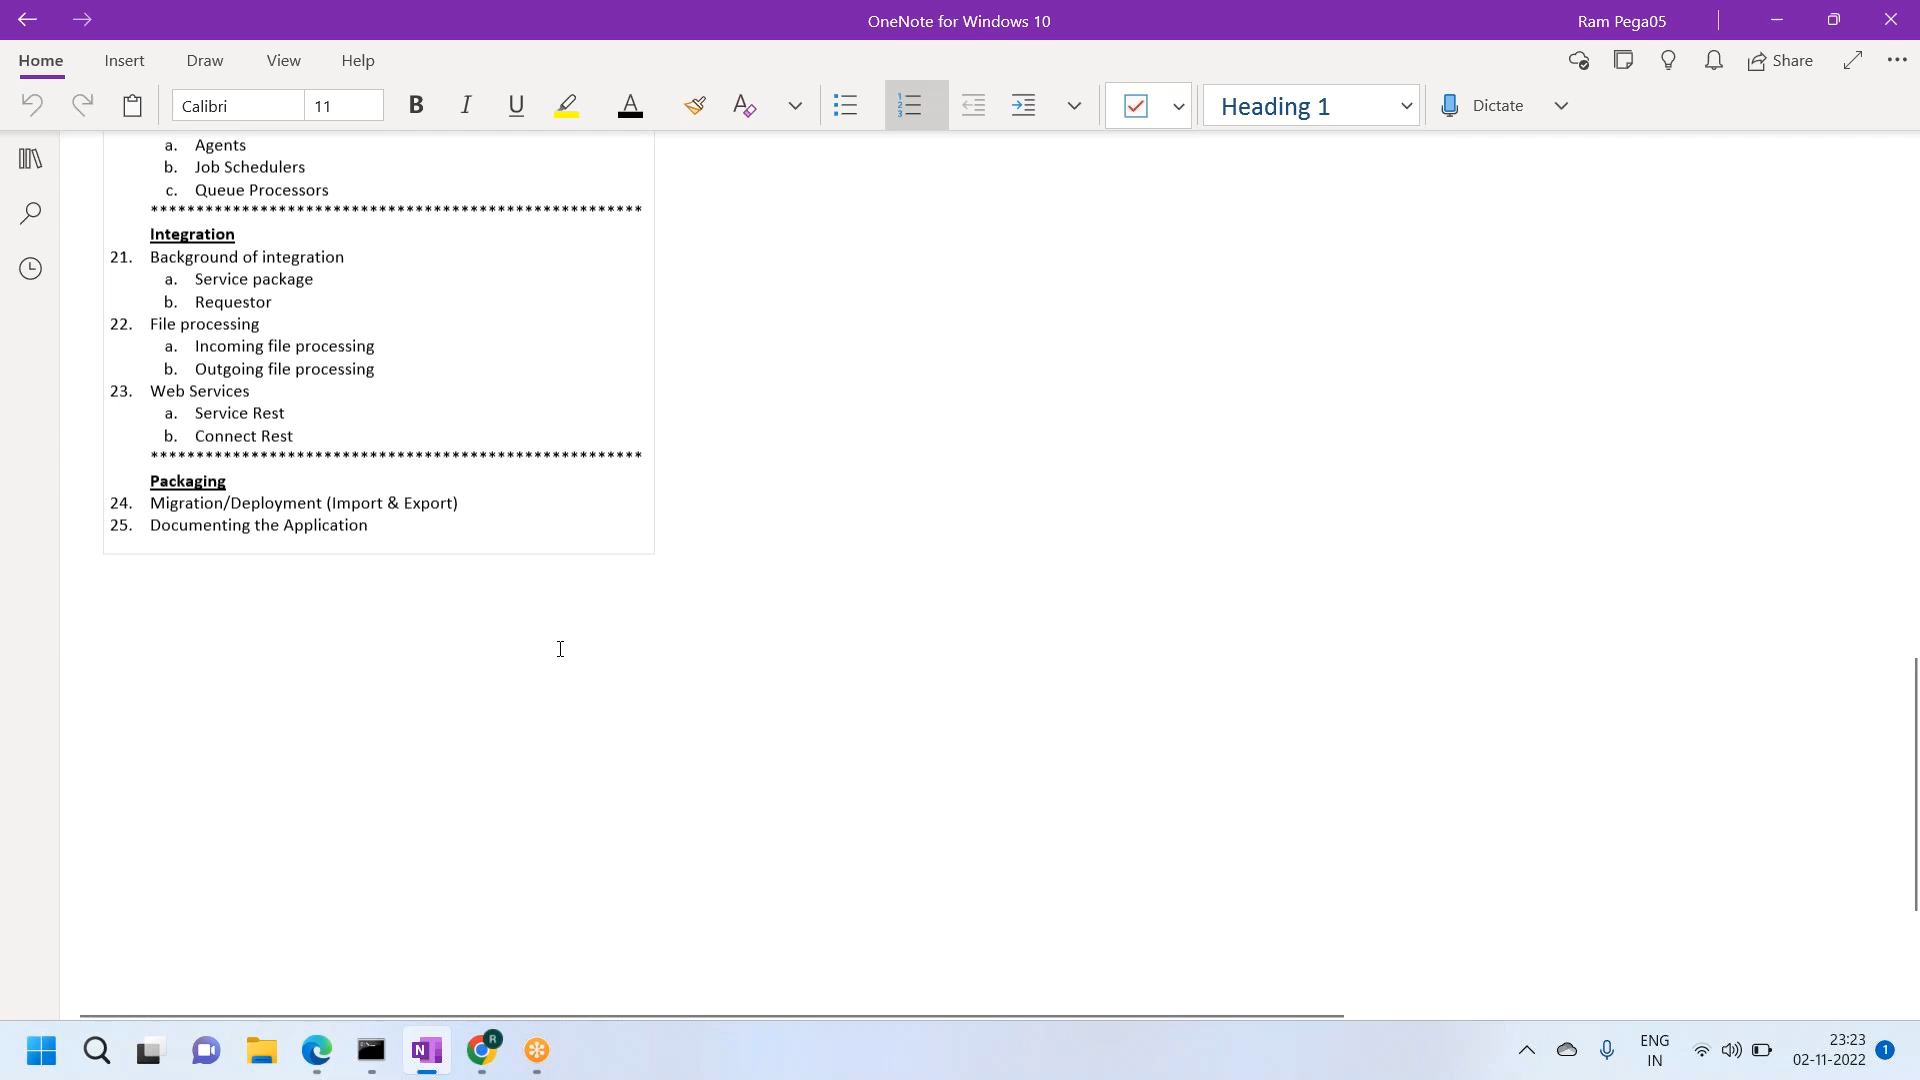 OneNote for Windows 10
Ram Pega05
Home Insert Draw View Help
Share
Calibri 11
B I U A A
Heading 1
Dictate
a. Agents
b. Job Schedulers
c. Queue Processors
******************************************************
Integration
21. Background of integration
a. Service package
b. Requestor
22. File processing
a. Incoming file processing
b. Outgoing file processing
23. Web Services
a. Service Rest
b. Connect Rest
******************************************************
Packaging
24. Migration/Deployment (Import & Export)
25. Documenting the Application
R
N
ENG
IN
23:23
02-11-2022
1